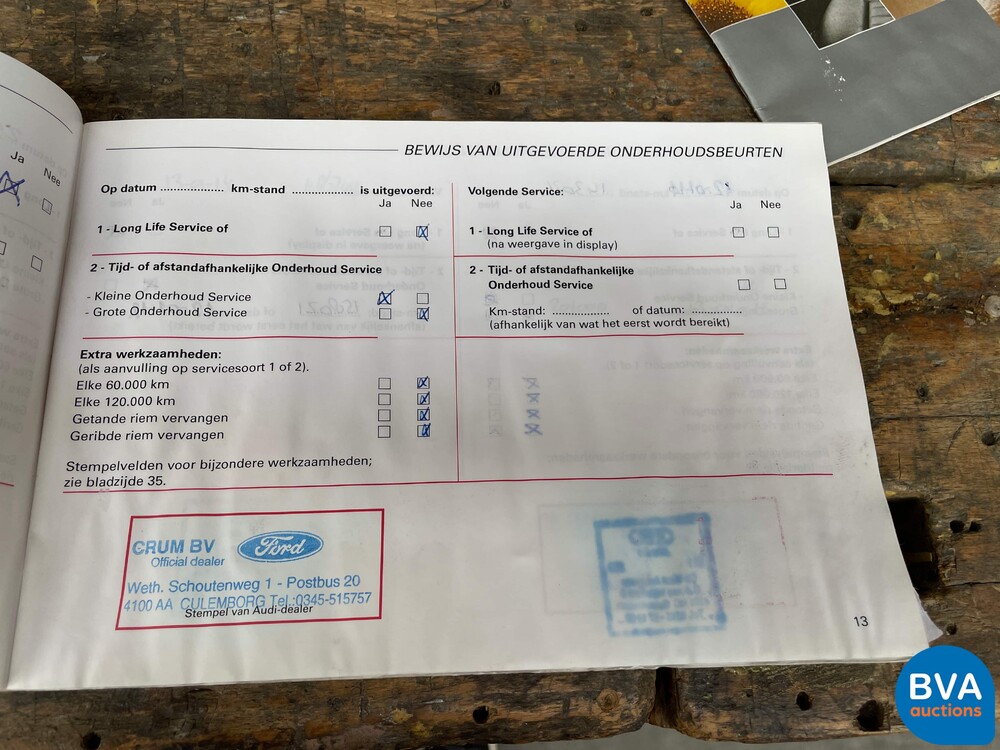 Ja
Nee
BEWIJS VAN UITGEVOERDE ONDERHOUDSBEURTEN
Op datum .................. km-stand ................. is uitgevoerd:
Ja Nee
1 - Long Life Service of
2 - Tijd- of afstandafhankelijke Onderhoud Service
- Kleine Onderhoud Service
- Grote Onderhoud Service
Extra werkzaamheden:
(als aanvulling op servicesoort 1 of 2).
Elke 60.000 km
Elke 120.000 km
Getande riem vervangen
Geribde riem vervangen
Stempelvelden voor bijzondere werkzaamheden;
zie bladzijde 35.
Volgende Service:
Ja Nee
1 - Long Life Service of
(na weergave in display)
2 - Tijd- of afstandafhankelijke
Onderhoud Service
Km-stand: ...................... of datum: ..............
(afhankelijk van wat het eerst wordt bereikt)
CRUM BV
Official dealer
Ford
Weth. Schoutenweg 1 - Postbus 20
4100 AA CULEMBORG Tel.:0345-515757
Stempel van Audi-dealer
13
BVA
auctions